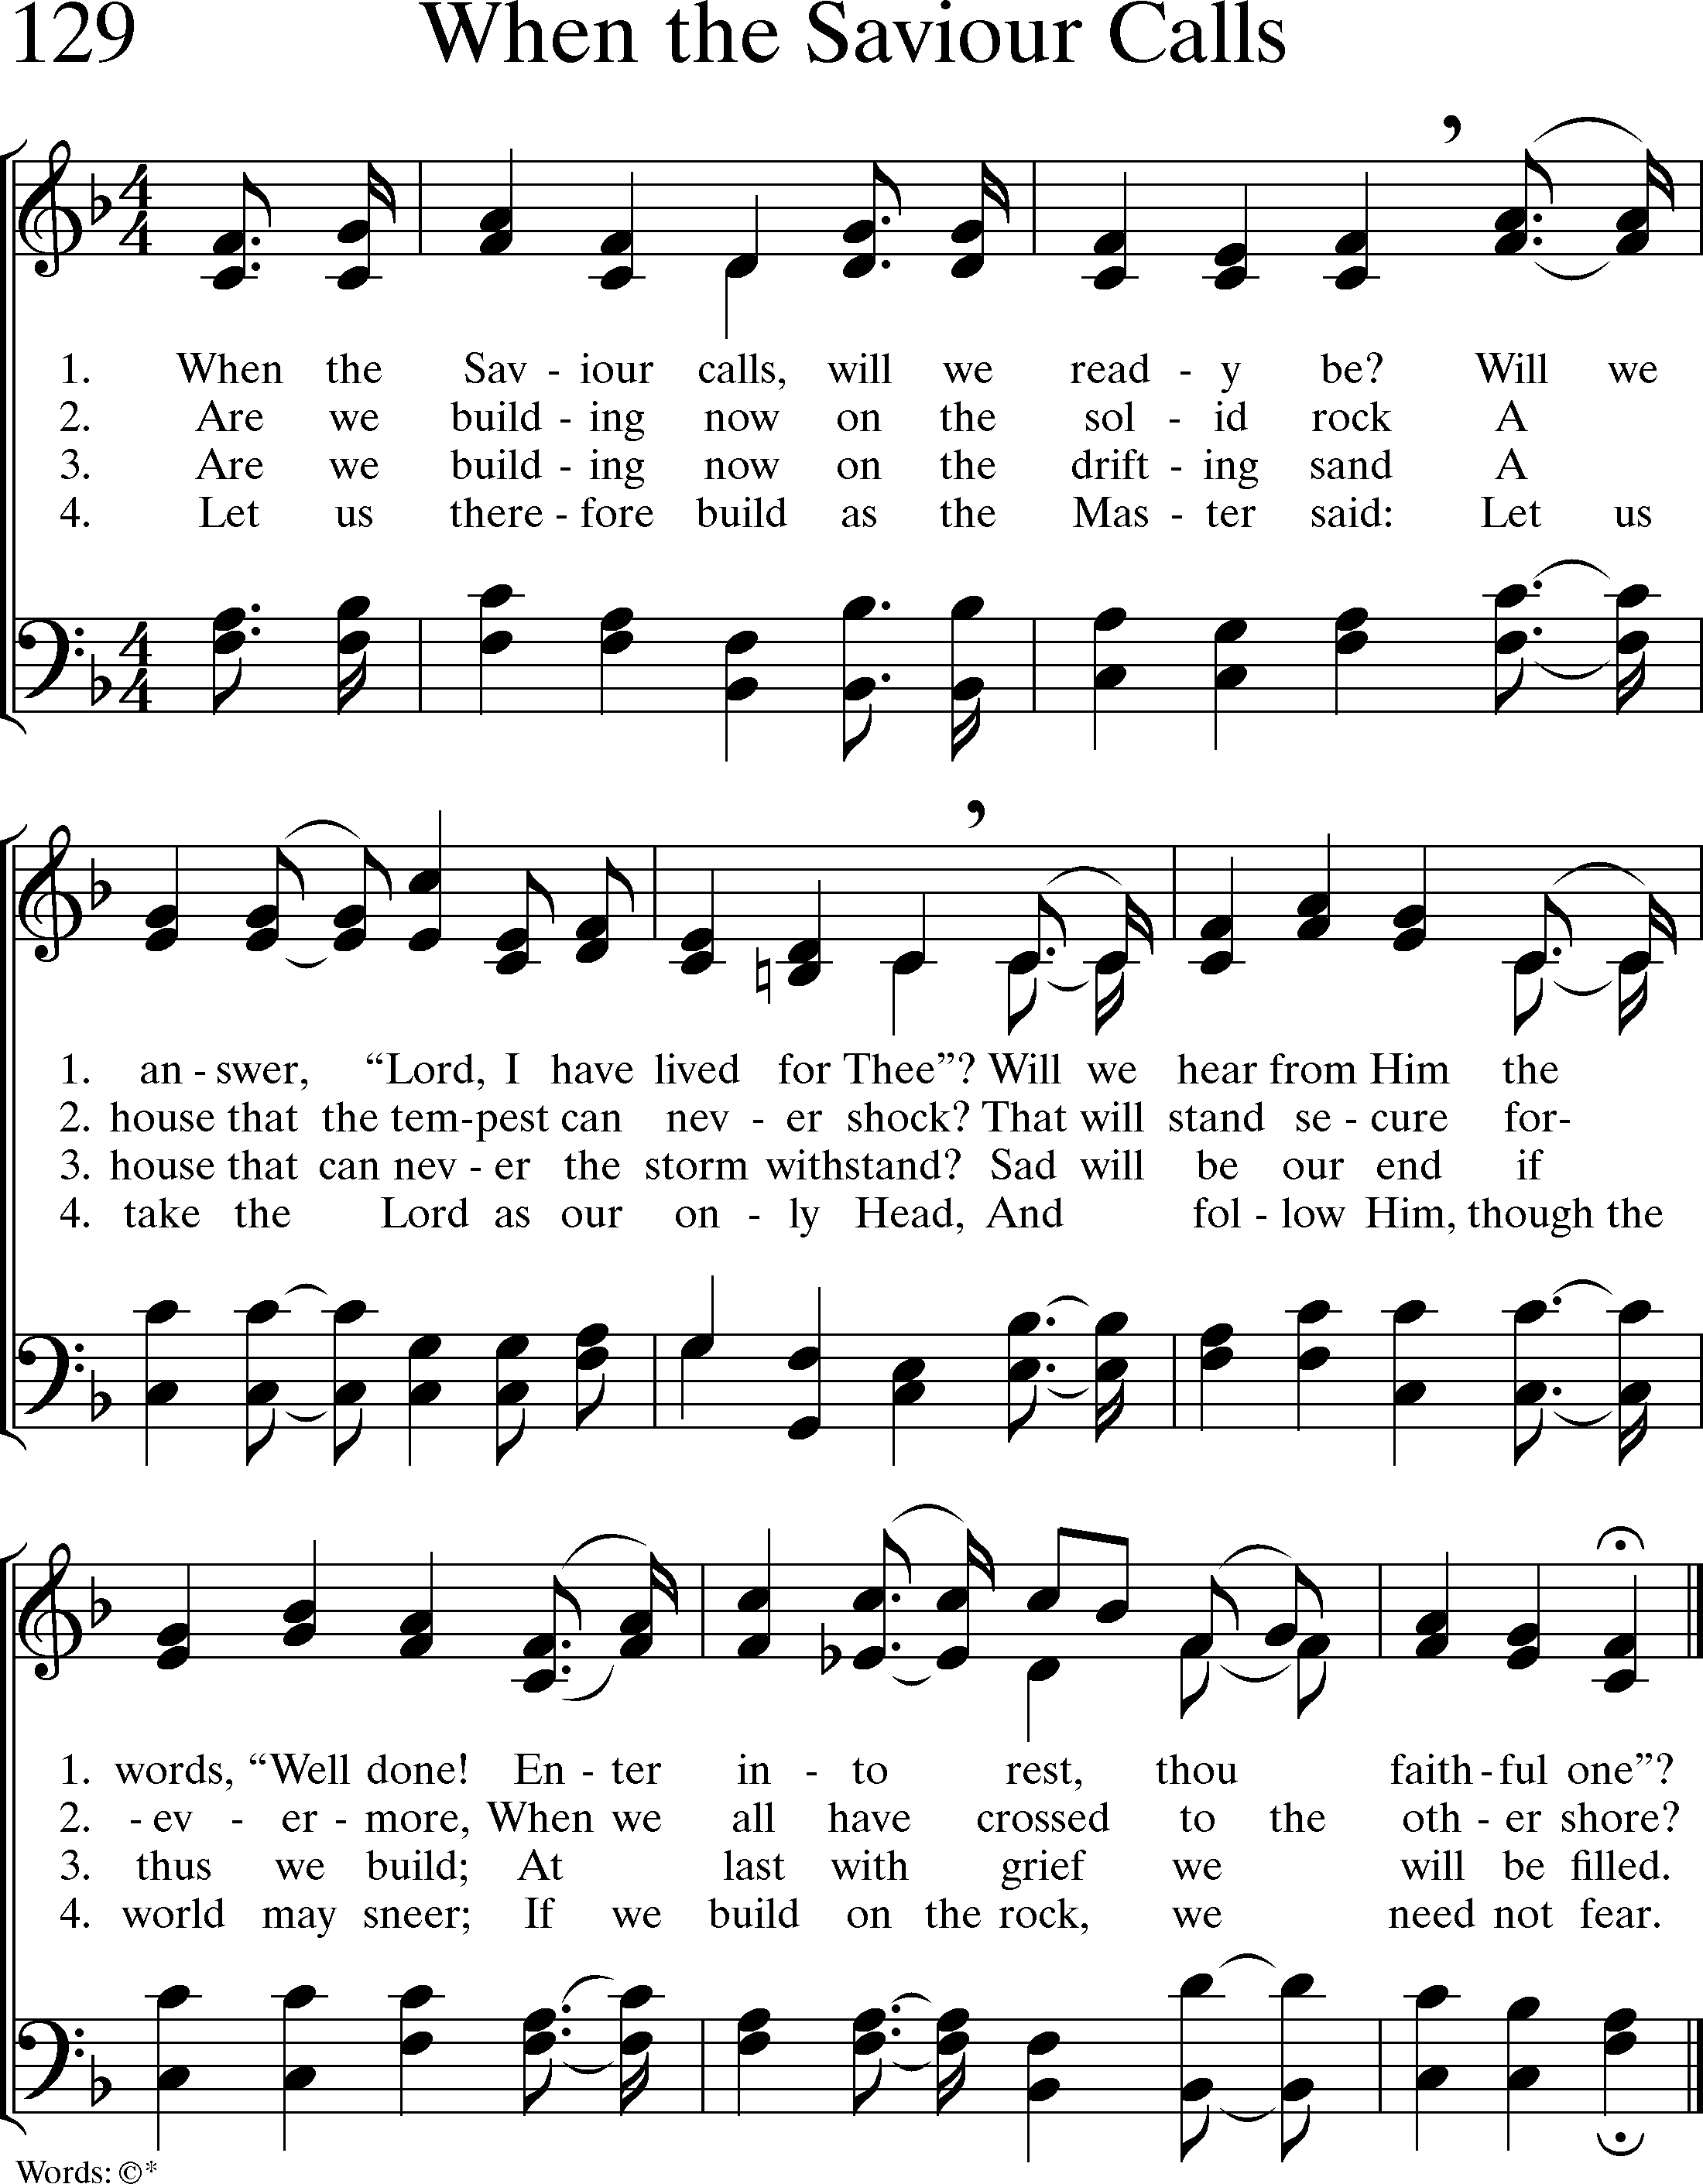 129 When the Saviour Calls
1. When the Sav - iour calls, will we read - y be? Will we
2. Are we build - ing now on the sol - id rock A
3. Are we build - ing now on the drift - ing sand A
4. Let us there - fore build as the Mas - ter said: Let us
1. an - swer, “Lord, I have lived for Thee”? Will we hear from Him the
2. house that the tem - pest can nev - er shock? That will stand se - cure for-
3. house that can nev - er the storm withstand? Sad will be our end if
4. take the Lord as our on - ly Head, And fol - low Him, though the
1. words, “Well done! En - ter in - to rest, thou faith - ful one”?
2. - ev - er - more, When we all have crossed to the oth - er shore?
3. thus we build; At last with grief we will be filled.
4. world may sneer; If we build on the rock, we need not fear.
Words: ©*